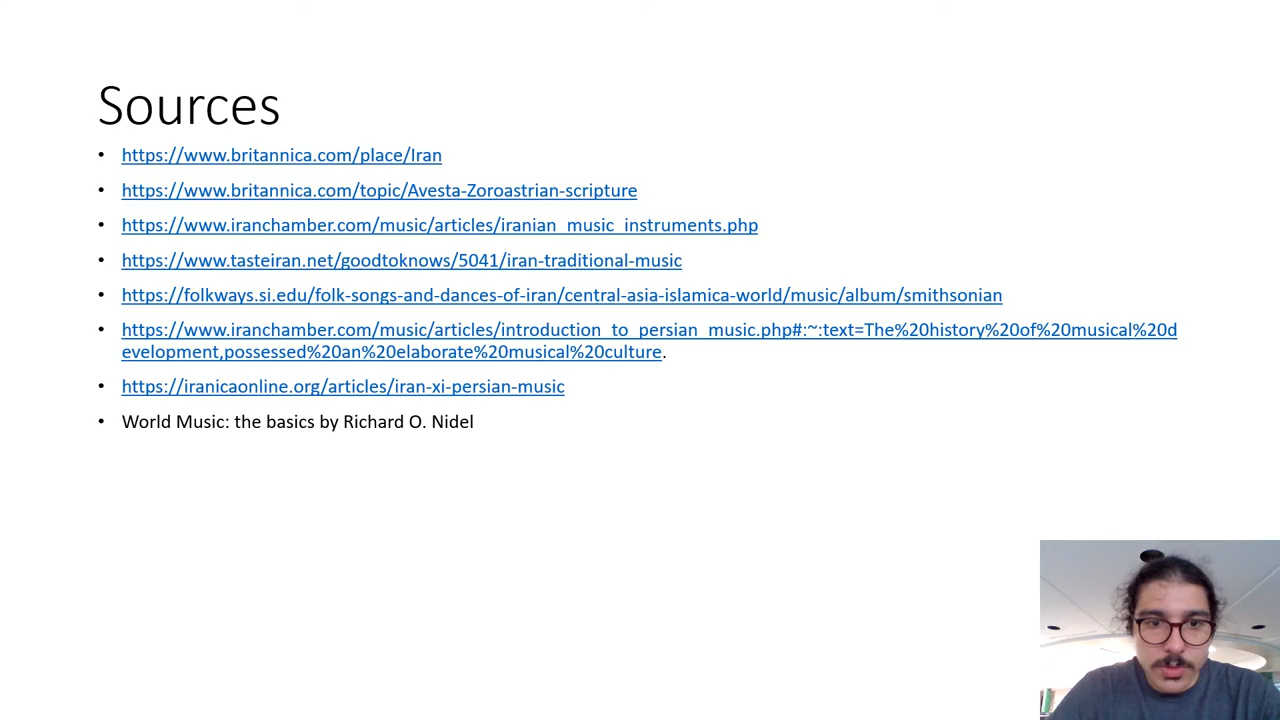 Sources
• https://www.britannica.com/place/Iran
• https://www.britannica.com/topic/Avesta-Zoroastrian-scripture
• https://www.iranchamber.com/music/articles/iranian_music_instruments.php
• https://www.tasteiran.net/goodtoknows/5041/iran-traditional-music
• https://folkways.si.edu/folk-songs-and-dances-of-iran/central-asia-islamica-world/music/album/smithsonian
• https://www.iranchamber.com/music/articles/introduction_to_persian_music.php#:~:text=The%20history%20of%20musical%20d
evelopment,possessed%20an%20elaborate%20musical%20culture.
• https://iranicaonline.org/articles/iran-xi-persian-music
• World Music: the basics by Richard O. Nidel